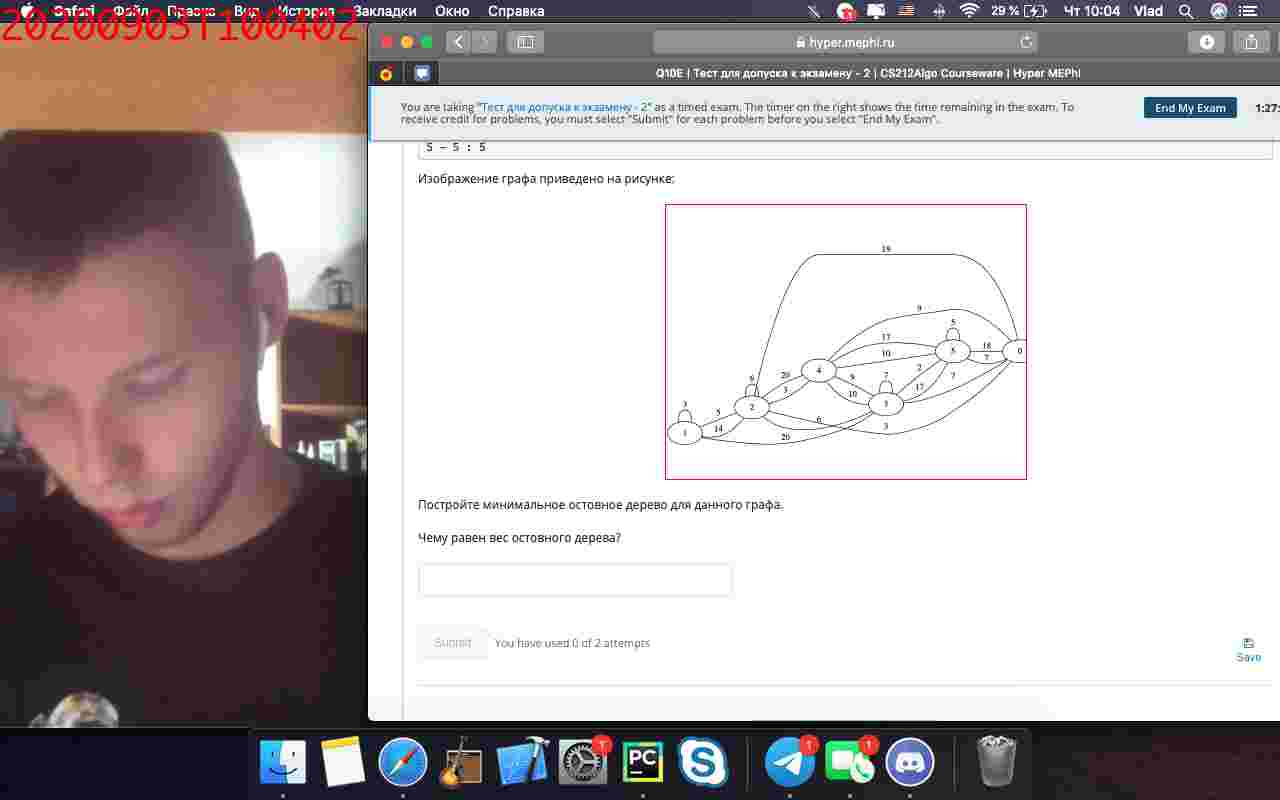 20200903T100402
Safari Файл Правка Вид История Закладки Окно Справка 29 % Чт 10:04 Vlad
hyper.mephi.ru
Q10E | Тест для допуска к экзамену - 2 | CS212Algo Courseware | Hyper MEPhI
You are taking "Тест для допуска к экзамену - 2" as a timed exam. The timer on the right shows the time remaining in the exam. To
receive credit for problems, you must select "Submit" for each problem before you select "End My Exam".
End My Exam
1:27:
5 – 5 : 5
Изображение графа приведено на рисунке:
19
9
5
17
18
10
7
5
0
4
2
7
20
9
7
9
3
10
17
3
5
2
3
6
14
3
1
20
Постройте минимальное остовное дерево для данного графа.
Чему равен вес остовного дерева?
Submit
You have used 0 of 2 attempts
Save
1
PC
1
1